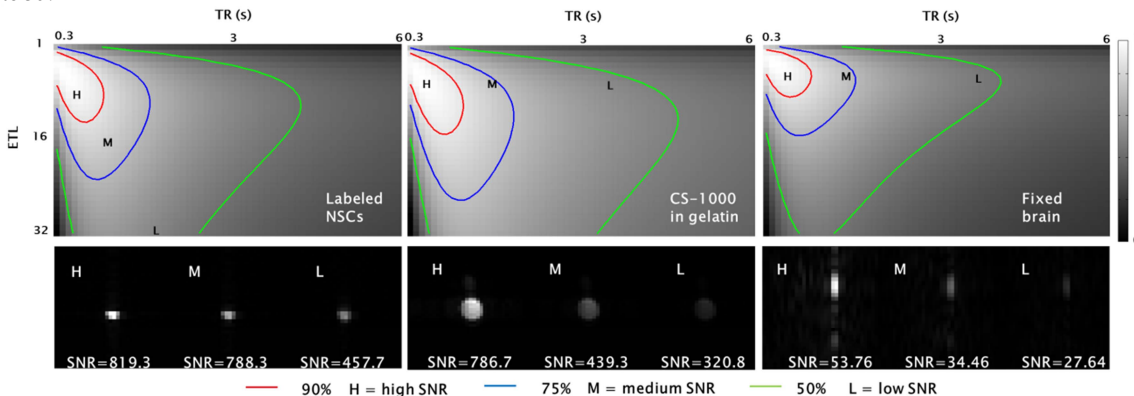 TR (s)
TR (s)
TR (s)
0.3 3 6
0.3 3 6
0.3 3 6
1
ETL
16
32
H
M
L
Labeled
NSCs
H
M
L
CS-1000
in gelatin
H
M
L
Fixed
brain
H M L
SNR=819.3 SNR=788.3 SNR=457.7
H M L
SNR=786.7 SNR=439.3 SNR=320.8
H M L
SNR=53.76 SNR=34.46 SNR=27.64
90% H = high SNR 75% M = medium SNR 50% L = low SNR